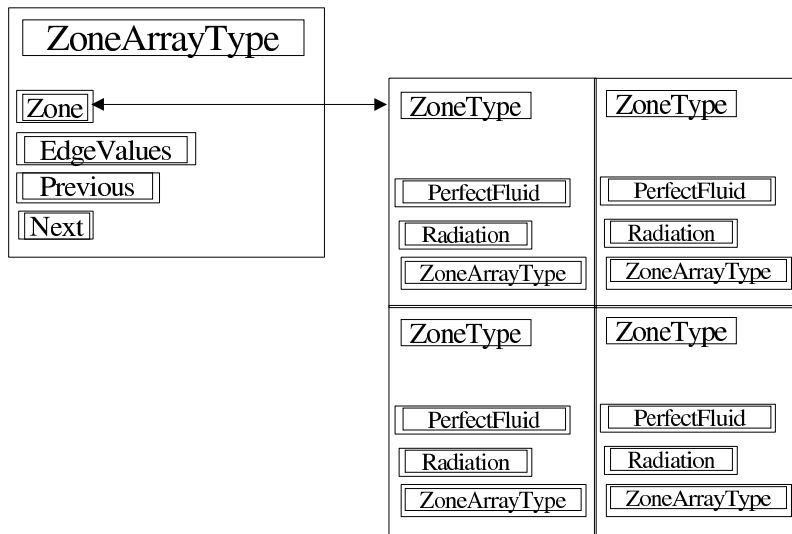 ZoneArrayType
Zone
EdgeValues
Previous
Next
ZoneType
PerfectFluid
Radiation
ZoneArrayType
ZoneType
PerfectFluid
Radiation
ZoneArrayType
ZoneType
PerfectFluid
Radiation
ZoneArrayType
ZoneType
PerfectFluid
Radiation
ZoneArrayType